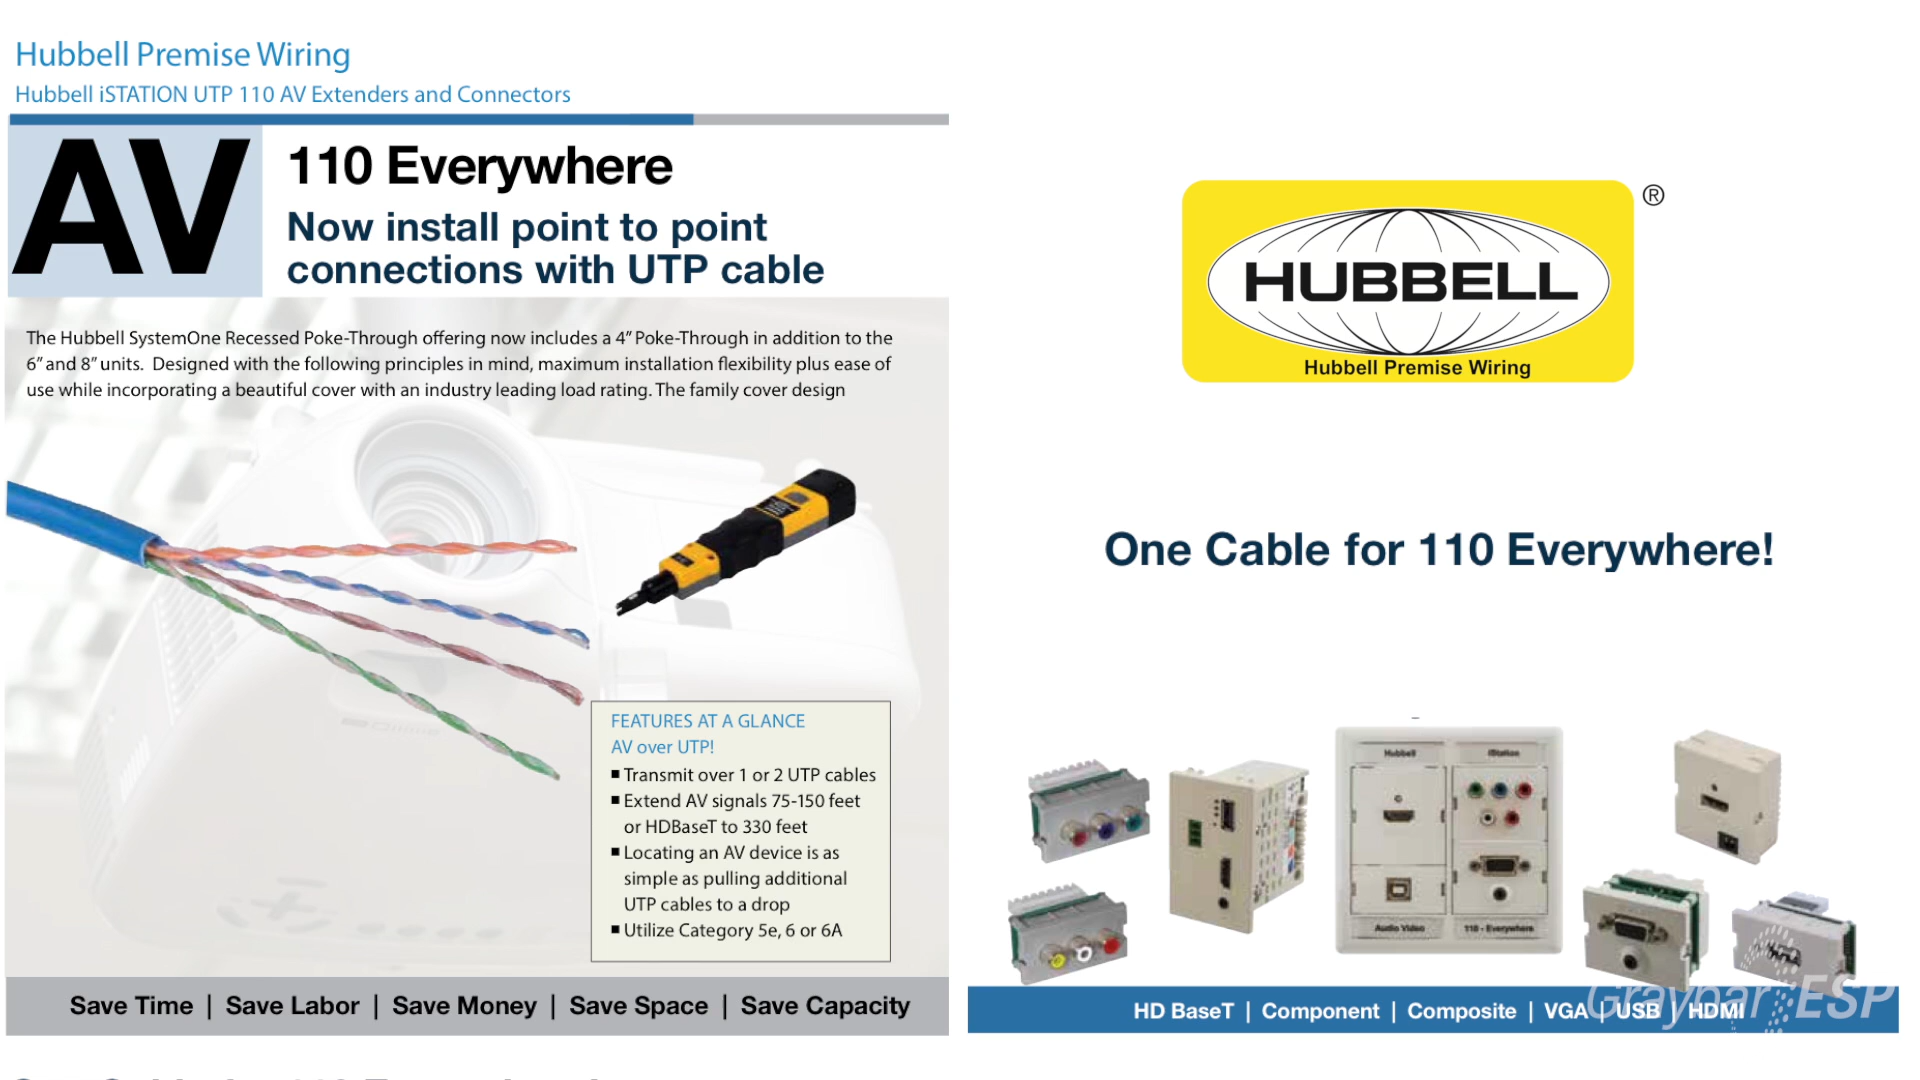 Hubbell Premise Wiring
Hubbell iSTATION UTP 110 AV Extenders and Connectors
AV
110 Everywhere
Now install point to point
connections with UTP cable
The Hubbell SystemOne Recessed Poke-Through offering now includes a 4” Poke-Through in addition to the
6” and 8” units. Designed with the following principles in mind, maximum installation flexibility plus ease of
use while incorporating a beautiful cover with an industry leading load rating. The family cover design
FEATURES AT A GLANCE
AV over UTP!
■ Transmit over 1 or 2 UTP cables
■ Extend AV signals 75-150 feet
or HDBaseT to 330 feet
■ Locating an AV device is as
simple as pulling additional
UTP cables to a drop
■ Utilize Category 5e, 6 or 6A
Save Time | Save Labor | Save Money | Save Space | Save Capacity
®
HUBBELL
Hubbell Premise Wiring
One Cable for 110 Everywhere!
Hubbell
iStation
Audio Video
110 - Everywhere
HD BaseT | Component | Composite | VGA | USB | HDMI
Graybar ESP